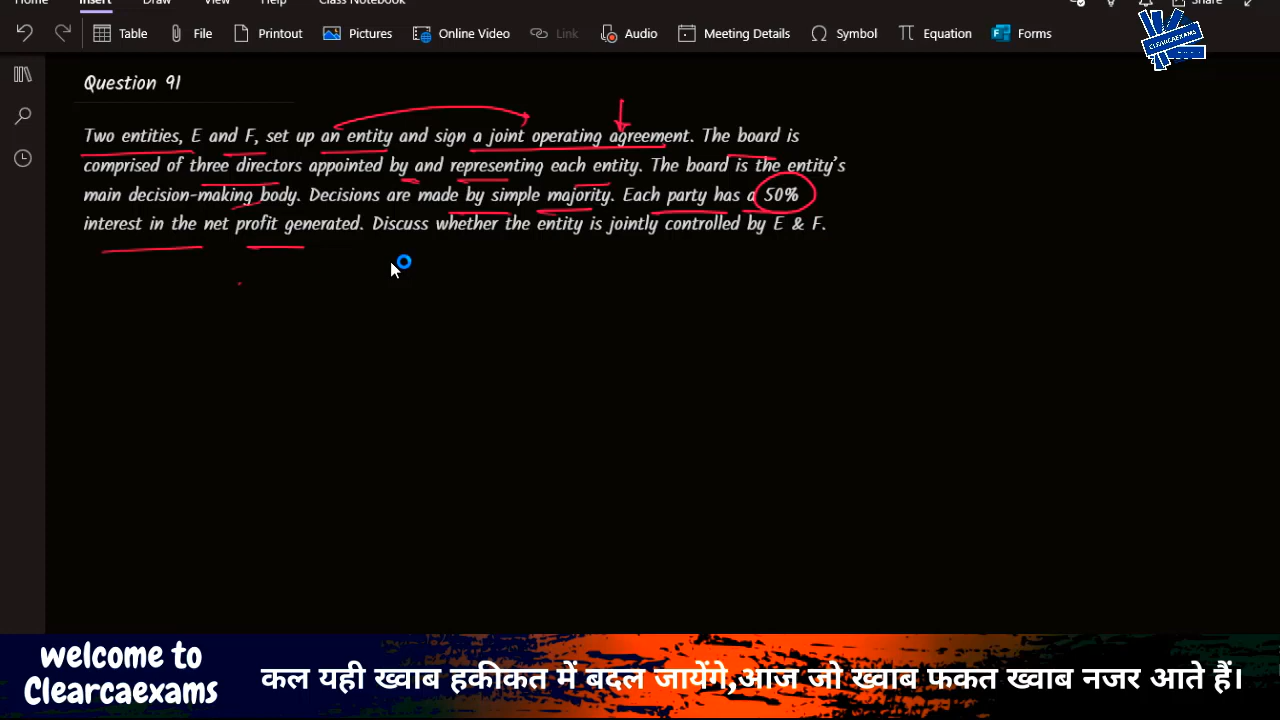 Home Insert Draw View Help Class Notebook Share
Table File Printout Pictures Online Video Link Audio Meeting Details Symbol Equation Forms
CLEARCAEXAMS
Question 91
Two entities, E and F, set up an entity and sign a joint operating agreement. The board is
comprised of three directors appointed by and representing each entity. The board is the entity's
main decision-making body. Decisions are made by simple majority. Each party has a 50%
interest in the net profit generated. Discuss whether the entity is jointly controlled by E & F.
welcome to
Clearcaexams
कल यही ख्वाब हकीकत में बदल जायेंगे,आज जो ख्वाब फकत ख्वाब नजर आते हैं।